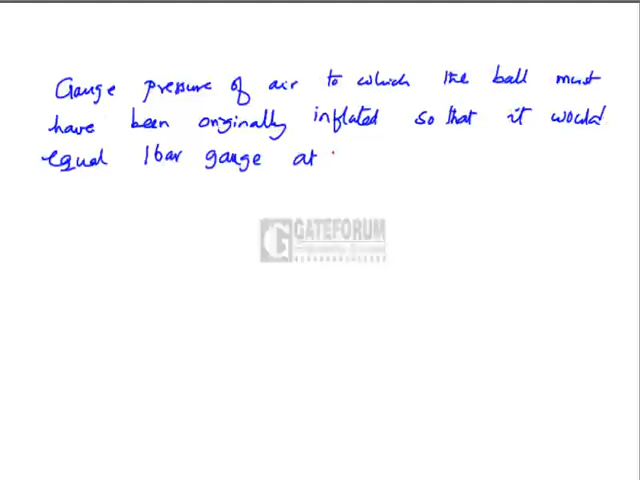 Gauge pressure of air to which the ball must
have been originally inflated so that it would
equal 1bar gauge at
GATEFORUM